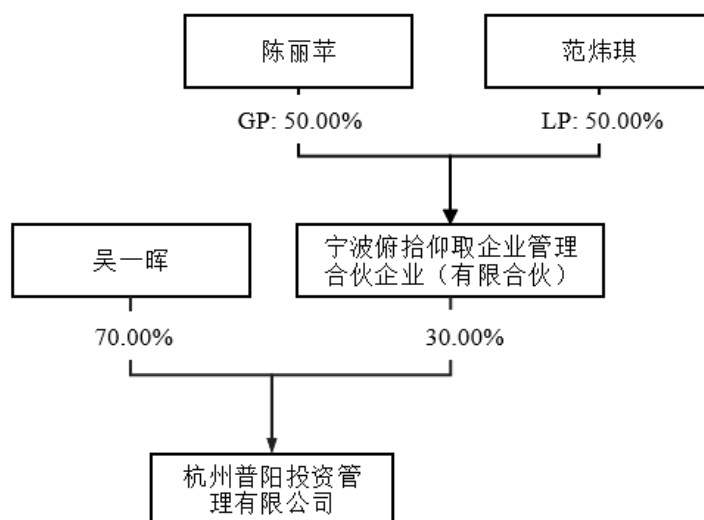 陈丽苹
范炜琪
GP: 50.00%
LP: 50.00%
吴一晖
宁波俯拾仰取企业管理
合伙企业（有限合伙）
70.00%
30.00%
杭州普阳投资管
理有限公司